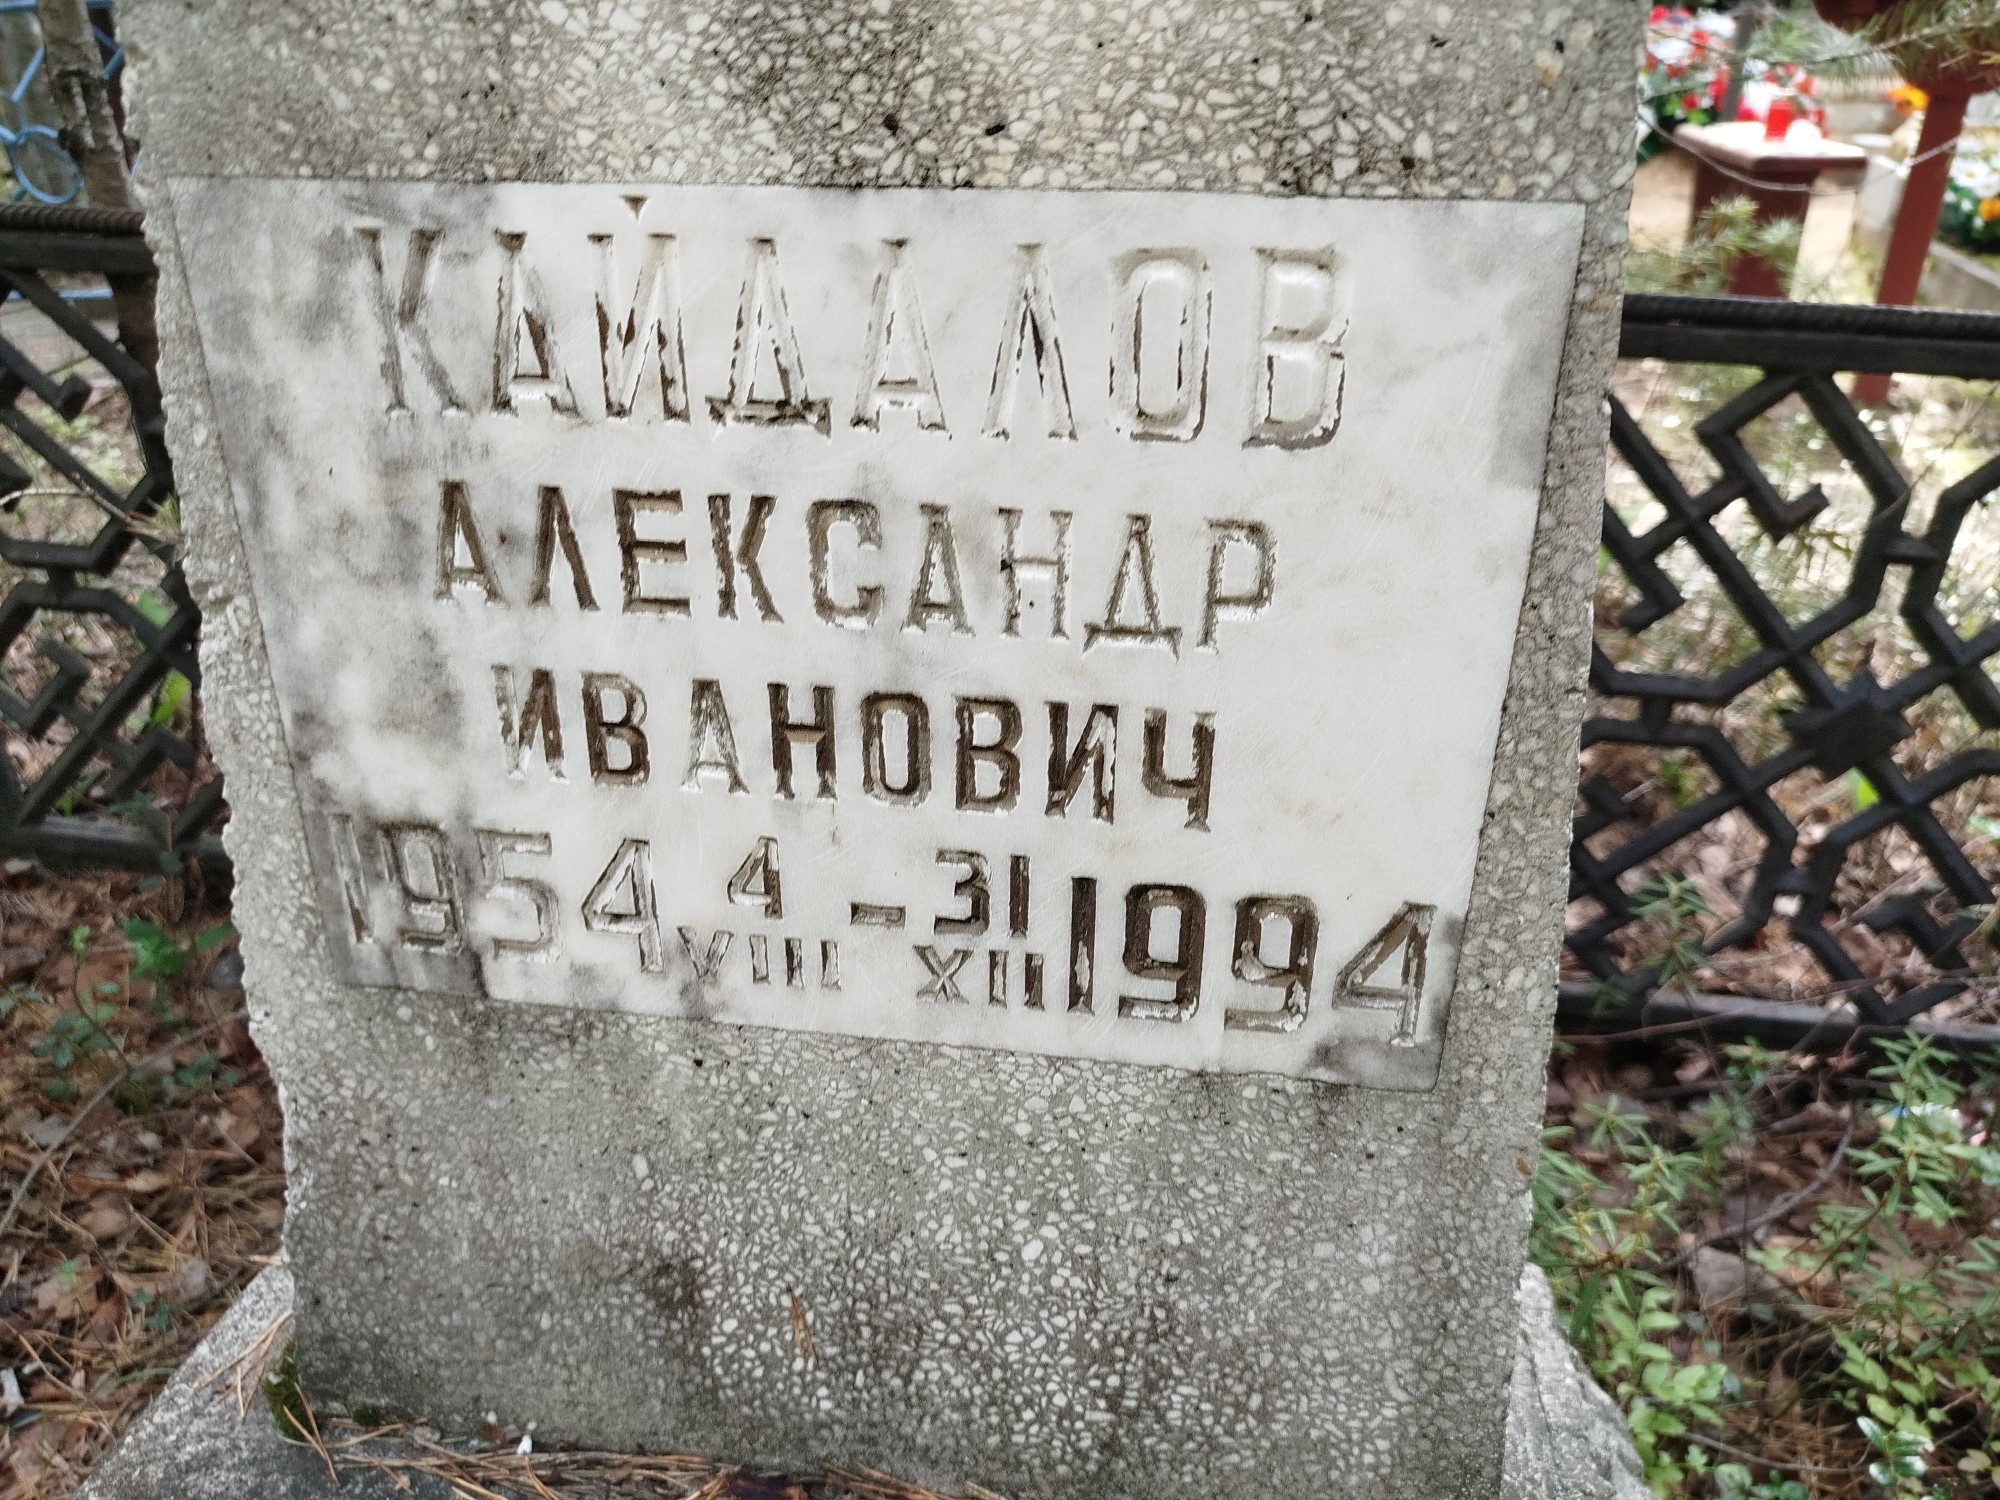 КАЙДАЛОВ
АЛЕКСАНДР
ИВАНОВИЧ
1954 4/VIII – 31/XII 1994